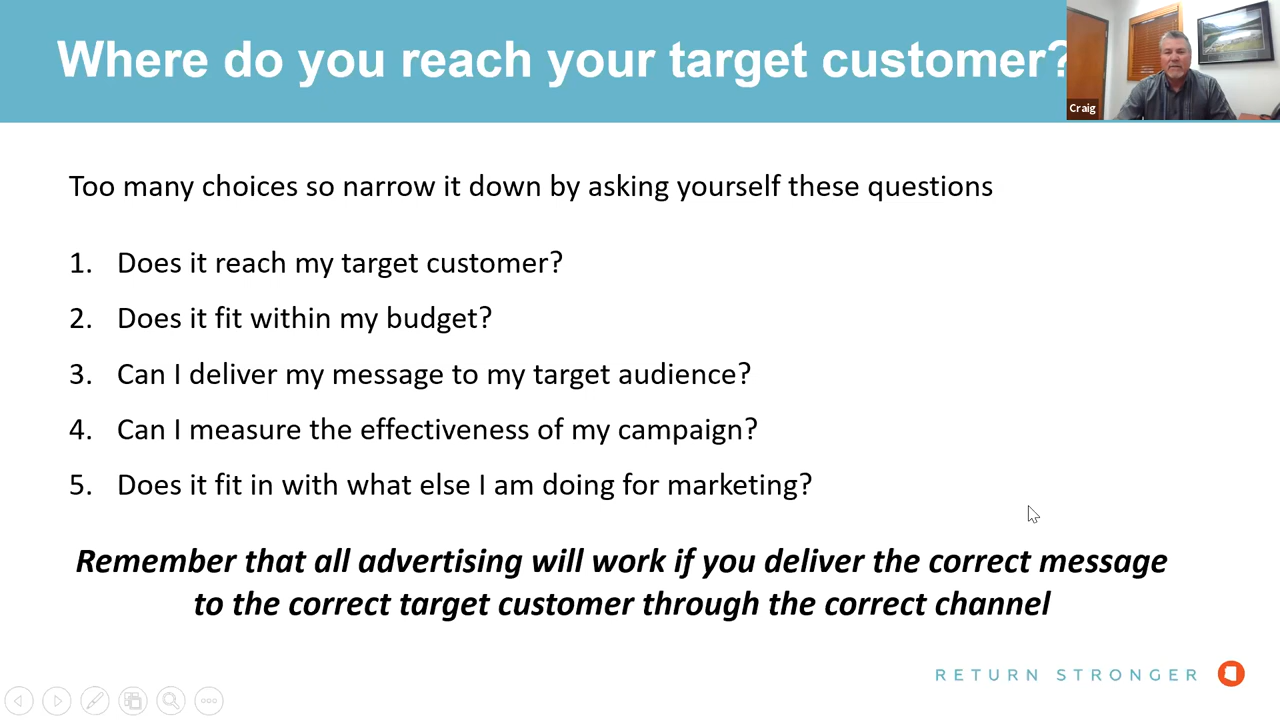 Where do you reach your target customer?
Craig
Too many choices so narrow it down by asking yourself these questions
1. Does it reach my target customer?
2. Does it fit within my budget?
3. Can I deliver my message to my target audience?
4. Can I measure the effectiveness of my campaign?
5. Does it fit in with what else I am doing for marketing?
Remember that all advertising will work if you deliver the correct message
to the correct target customer through the correct channel
RETURN STRONGER